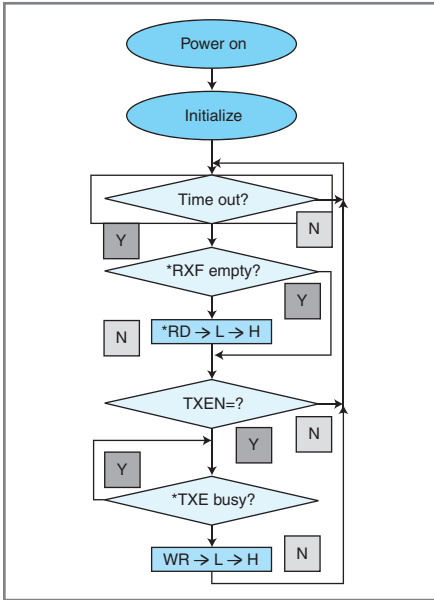 Power on
Initialize
Time out?
Y
N
*RXF empty?
Y
N
*RD → L → H
TXEN=?
Y
N
Y
*TXE busy?
WR → L → H
N